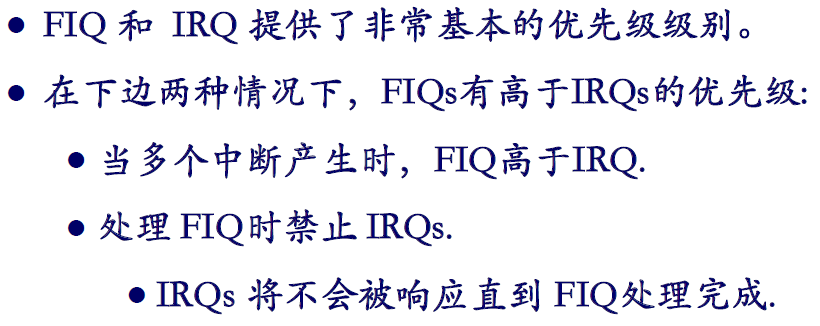 • FIQ 和 IRQ 提供了非常基本的优先级级别。
• 在下边两种情况下，FIQs有高于IRQs的优先级:
• 当多个中断产生时，FIQ高于IRQ.
• 处理 FIQ时禁止 IRQs.
• IRQs 将不会被响应直到 FIQ处理完成.